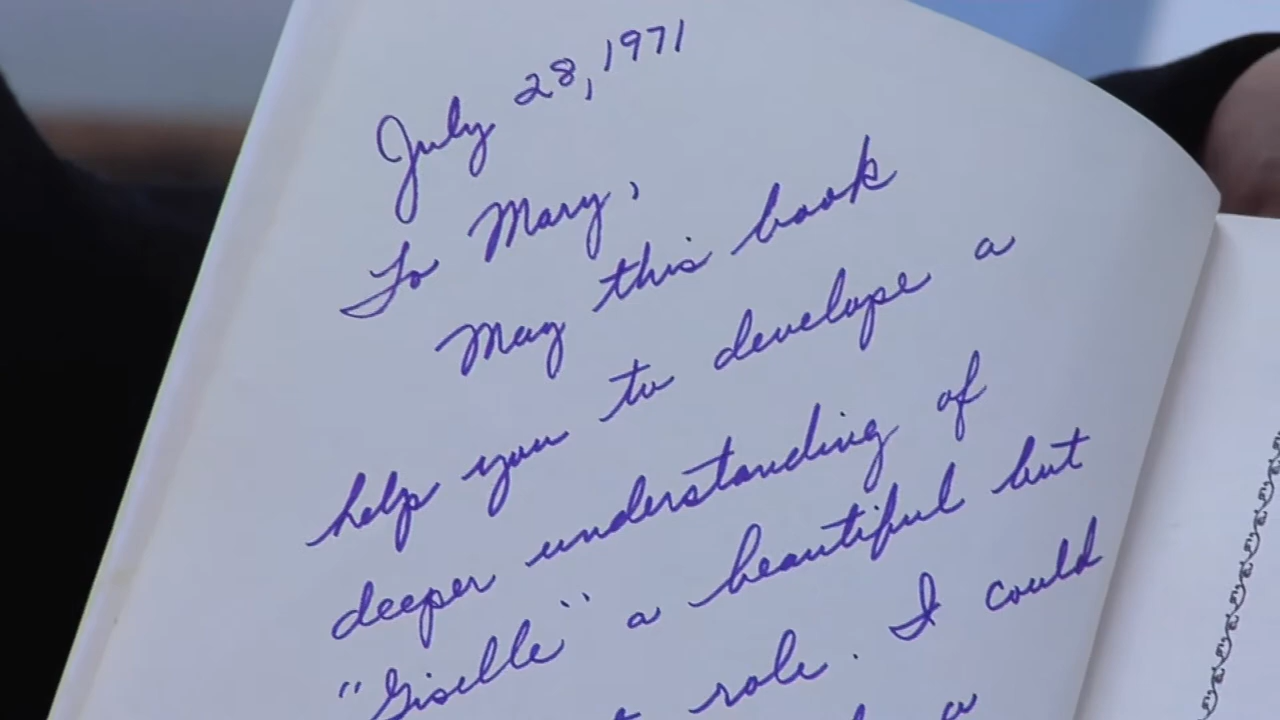 July 28, 1971
To Mary,
May this book
help you to develope a
deeper understanding of
"Giselle" a beautiful but
role. I could
a